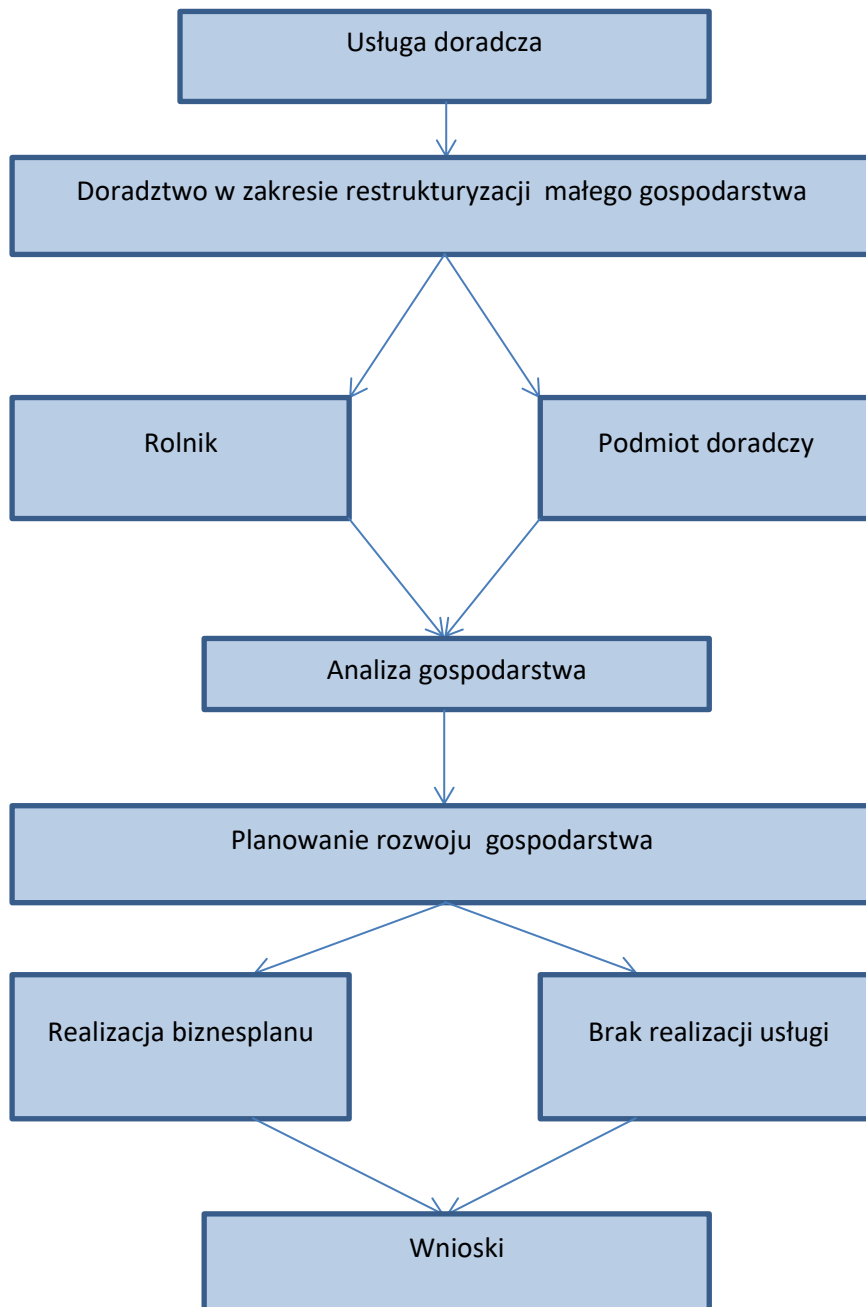 Usługa doradcza
Doradztwo w zakresie restrukturyzacji małego gospodarstwa
Rolnik
Podmiot doradczy
Analiza gospodarstwa
Planowanie rozwoju gospodarstwa
Realizacja biznesplanu
Brak realizacji usługi
Wnioski